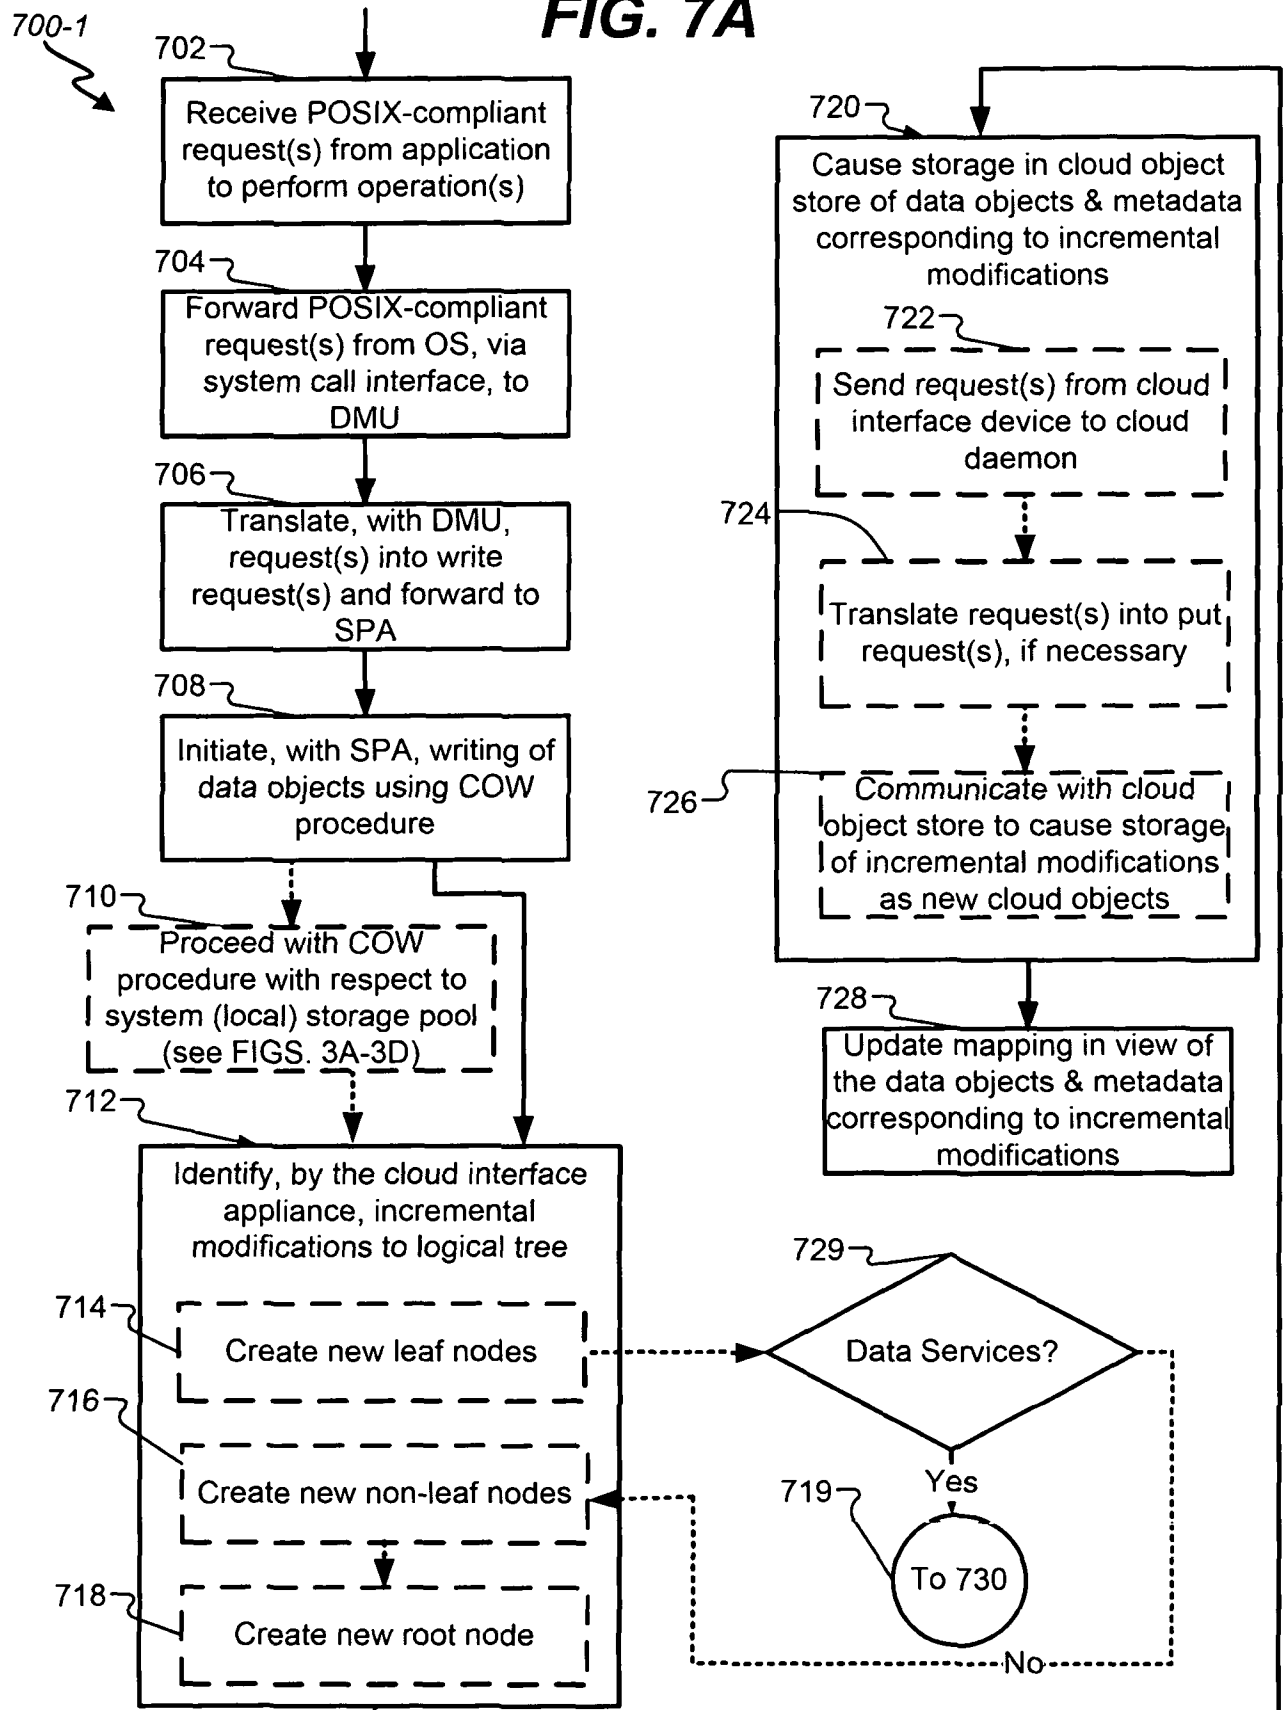 FIG. 7A
700-1
702
Receive POSIX-compliant
request(s) from application
to perform operation(s)
704
Forward POSIX-compliant
request(s) from OS, via
system call interface, to
DMU
706
Translate, with DMU,
request(s) into write
request(s) and forward to
SPA
708
Initiate, with SPA, writing of
data objects using COW
procedure
710
Proceed with COW
procedure with respect to
system (local) storage pool
(see FIGS. 3A-3D)
712
Identify, by the cloud interface
appliance, incremental
modifications to logical tree
714
Create new leaf nodes
716
Create new non-leaf nodes
718
Create new root node
720
Cause storage in cloud object
store of data objects & metadata
corresponding to incremental
modifications
722
Send request(s) from cloud
interface device to cloud
daemon
724
Translate request(s) into put
request(s), if necessary
726
Communicate with cloud
object store to cause storage
of incremental modifications
as new cloud objects
728
Update mapping in view of
the data objects & metadata
corresponding to incremental
modifications
729
Data Services?
Yes
719
To 730
No